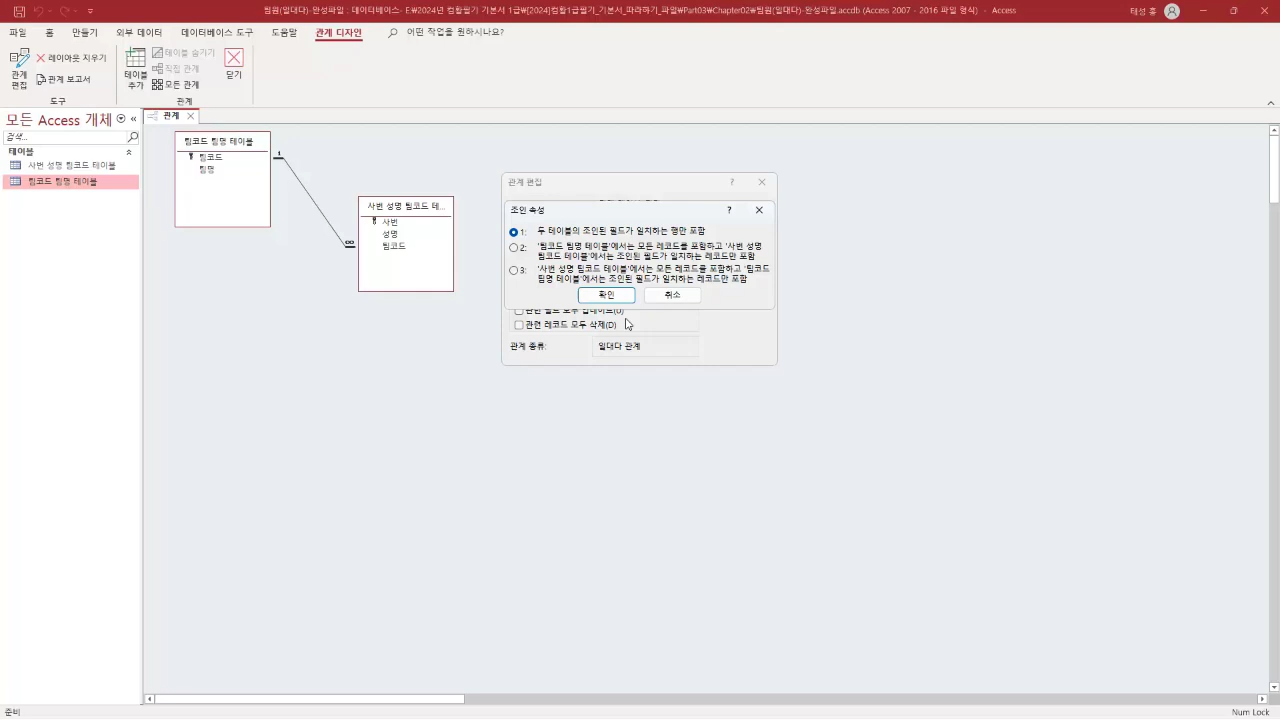 팀원(일대다)-완성파일 : 데이터베이스- E:₩2024년 컴활필기 기본서 1급₩[2024]컴활1급필기_기본서_따라하기_파일₩Part03₩Chapter02₩팀원(일대다)-완성파일.accdb (Access 2007 - 2016 파일 형식) - Access
태성 홍
파일 홈 만들기 외부 데이터 데이터베이스 도구 도움말 관계 디자인 어떤 작업을 원하시나요?
관계 편집
레이아웃 지우기
관계 보고서
도구
테이블 추가
테이블 숨기기
직접 관계
모든 관계
닫기
관계
모든 Access 개체
검색...
테이블
사번 성명 팀코드 테이블
팀코드 팀명 테이블
관계
팀코드 팀명 테이블
팀코드
팀명
1
∞
사번 성명 팀코드 테...
사번
성명
팀코드
관계 편집 ?
조인 속성 ?
1: 두 테이블의 조인된 필드가 일치하는 행만 포함
2: '팀코드 팀명 테이블'에서는 모든 레코드를 포함하고 '사번 성명
팀코드 테이블'에서는 조인된 필드가 일치하는 레코드만 포함
3: '사번 성명 팀코드 테이블'에서는 모든 레코드를 포함하고 '팀코드
팀명 테이블'에서는 조인된 필드가 일치하는 레코드만 포함
확인 취소
관련 필드 모두 업데이트(U)
관련 레코드 모두 삭제(D)
관계 종류: 일대다 관계
준비
Num Lock